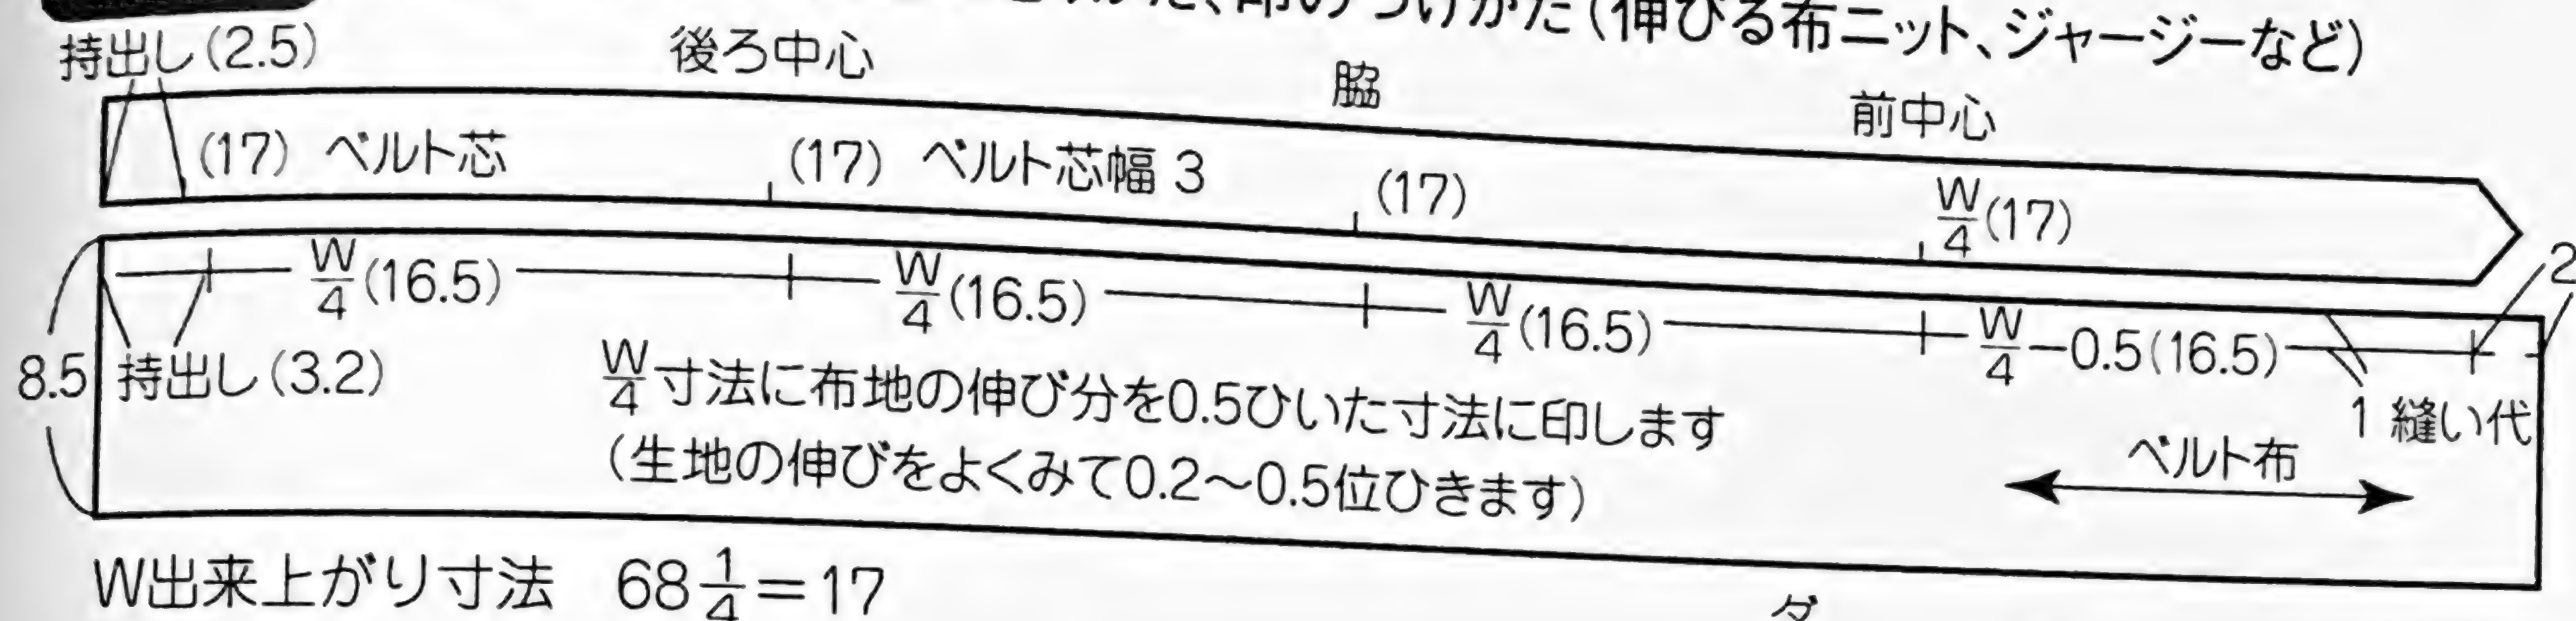 つけかた(伸びる布ニット、ジャージーなど)
持出し(2.5)
後ろ中心
脇
前中心
(17) ベルト芯
(17) ベルト芯幅 3
(17)
W/4(17)
2
W/4(16.5)
W/4(16.5)
W/4(16.5)
W/4−0.5(16.5)
8.5
持出し(3.2)
1 縫い代
W/4寸法に布地の伸び分を0.5ひいた寸法に印します
(生地の伸びをよくみて0.2〜0.5位ひきます)
ベルト布
W出来上がり寸法 68 1/4=17